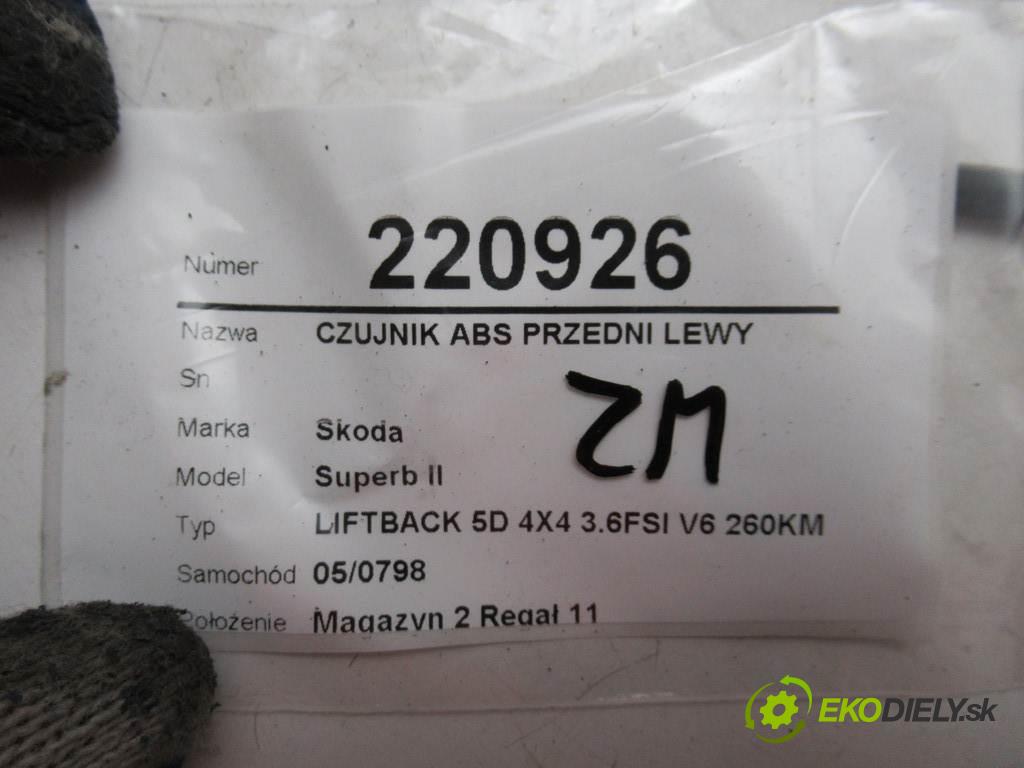 Numer 220926
Nazwa CZUJNIK ABS PRZEDNI LEWY
Sn
ZM
Marka Skoda
Model Superb II
Typ LIFTBACK 5D 4X4 3.6FSI V6 260KM
Samochód 05/0798
Położenie Magazyn 2 Regał 11
EKODIELY.sk